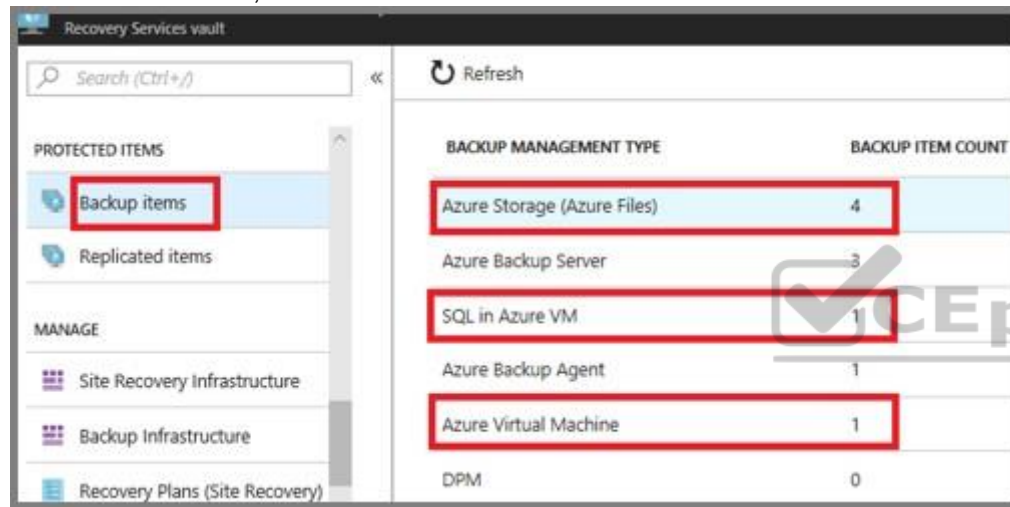 Recovery Services vault
Search (Ctrl+/)
«
Refresh
PROTECTED ITEMS
BACKUP MANAGEMENT TYPE BACKUP ITEM COUNT
Backup items
Azure Storage (Azure Files) 4
Replicated items
Azure Backup Server 3
MANAGE
SQL in Azure VM 1
CEp
Site Recovery Infrastructure
Azure Backup Agent 1
Backup Infrastructure
Azure Virtual Machine 1
Recovery Plans (Site Recovery)
DPM 0